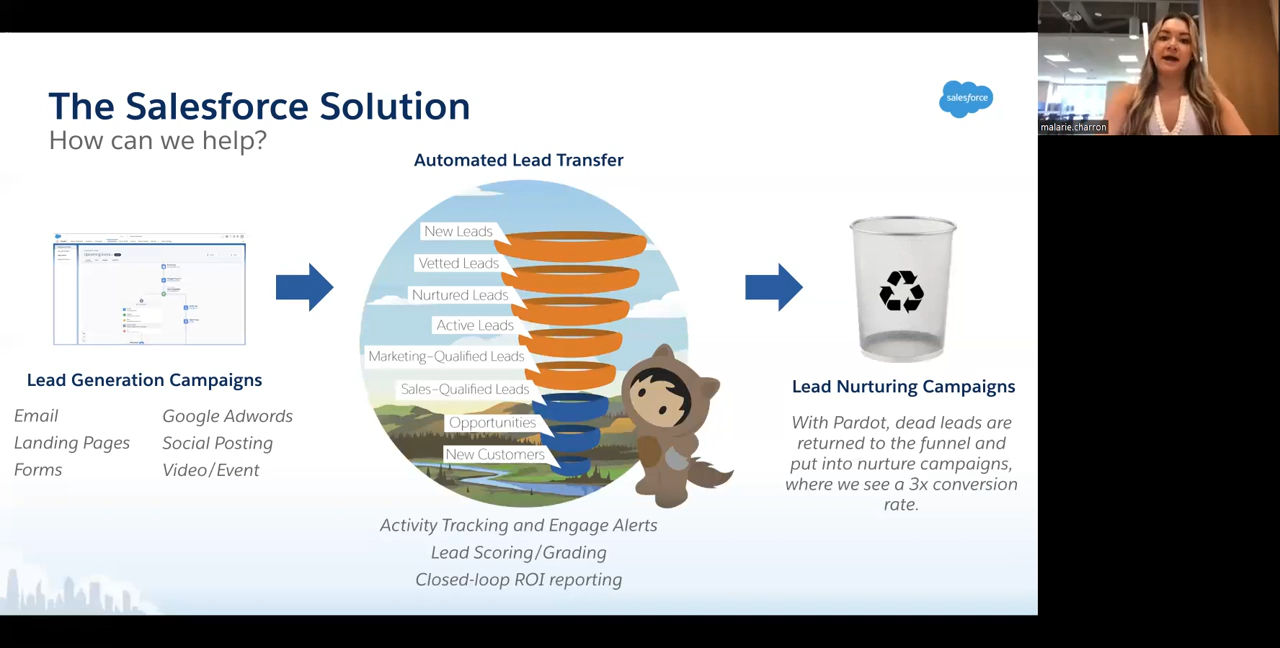 The Salesforce Solution
How can we help?
salesforce
malarie.charron
Automated Lead Transfer
New Leads
Vetted Leads
Nurtured Leads
Active Leads
Marketing–Qualified Leads
Sales–Qualified Leads
Opportunities
New Customers
Lead Generation Campaigns
Email
Google Adwords
Landing Pages
Social Posting
Forms
Video/Event
Activity Tracking and Engage Alerts
Lead Scoring/Grading
Closed-loop ROI reporting
Lead Nurturing Campaigns
With Pardot, dead leads are
returned to the funnel and
put into nurture campaigns,
where we see a 3x conversion
rate.